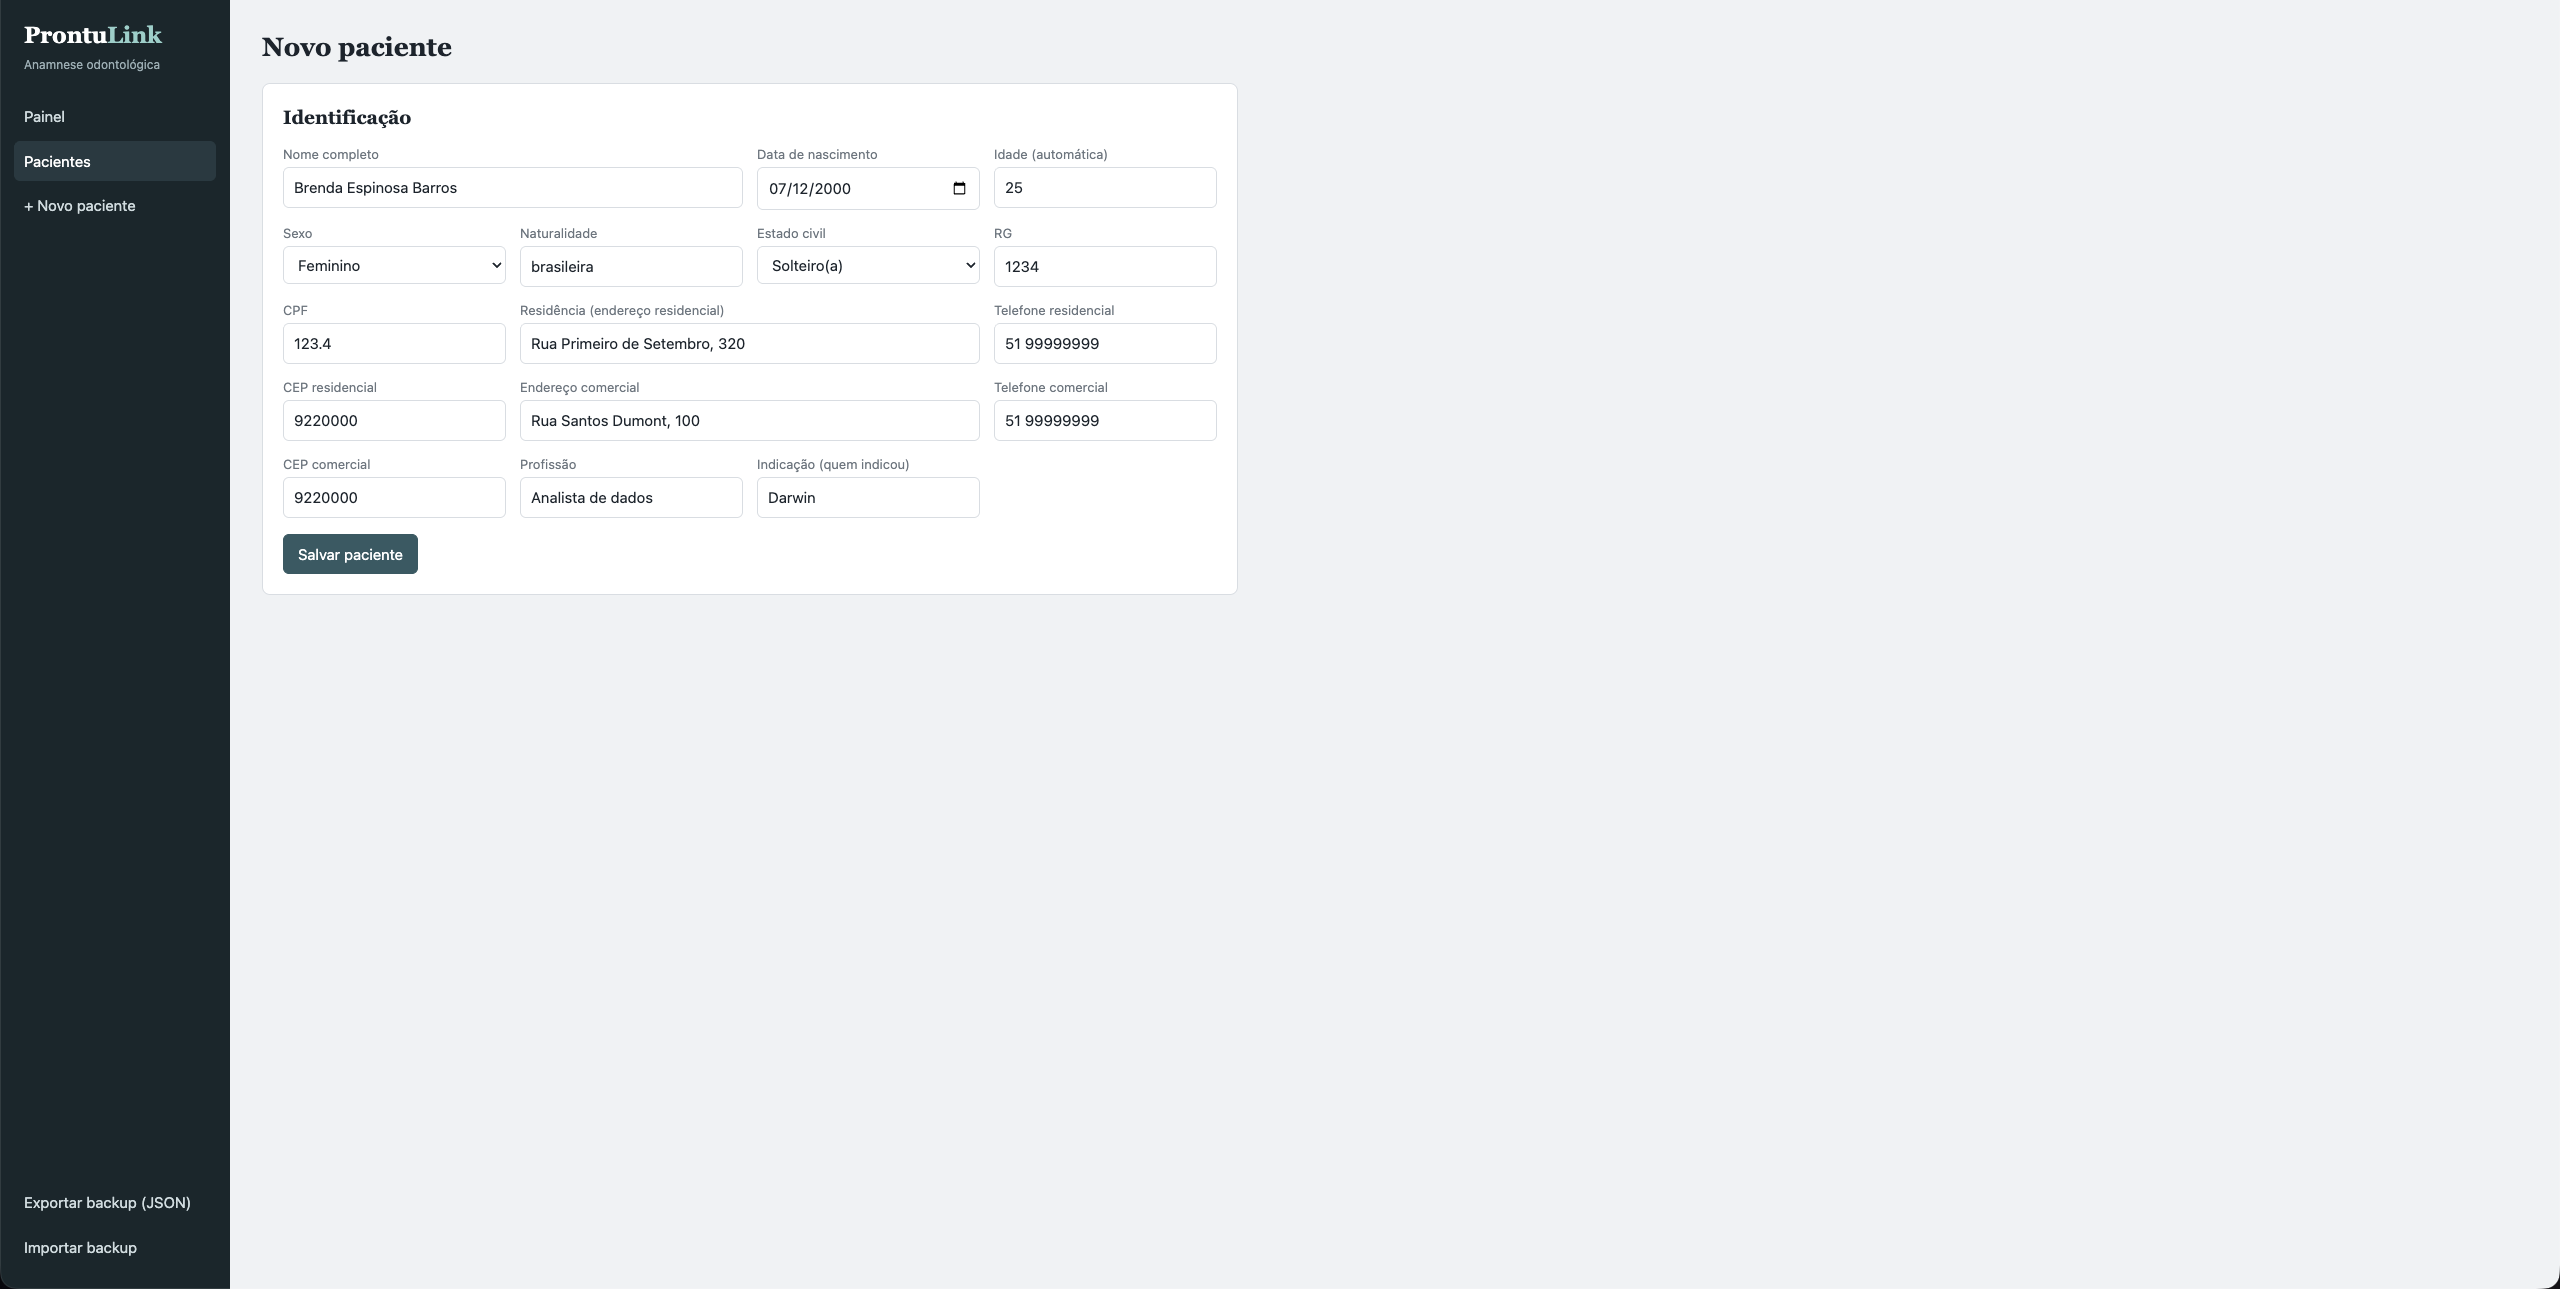 ProntuLink
Anamnese odontológica
Painel
Pacientes
+ Novo paciente
Exportar backup (JSON)
Importar backup
Novo paciente
Identificação
Nome completo
Brenda Espinosa Barros
Data de nascimento
07/12/2000
Idade (automática)
25
Sexo
Feminino
Naturalidade
brasileira
Estado civil
Solteiro(a)
RG
1234
CPF
123.4
Residência (endereço residencial)
Rua Primeiro de Setembro, 320
Telefone residencial
51 99999999
CEP residencial
9220000
Endereço comercial
Rua Santos Dumont, 100
Telefone comercial
51 99999999
CEP comercial
9220000
Profissão
Analista de dados
Indicação (quem indicou)
Darwin
Salvar paciente